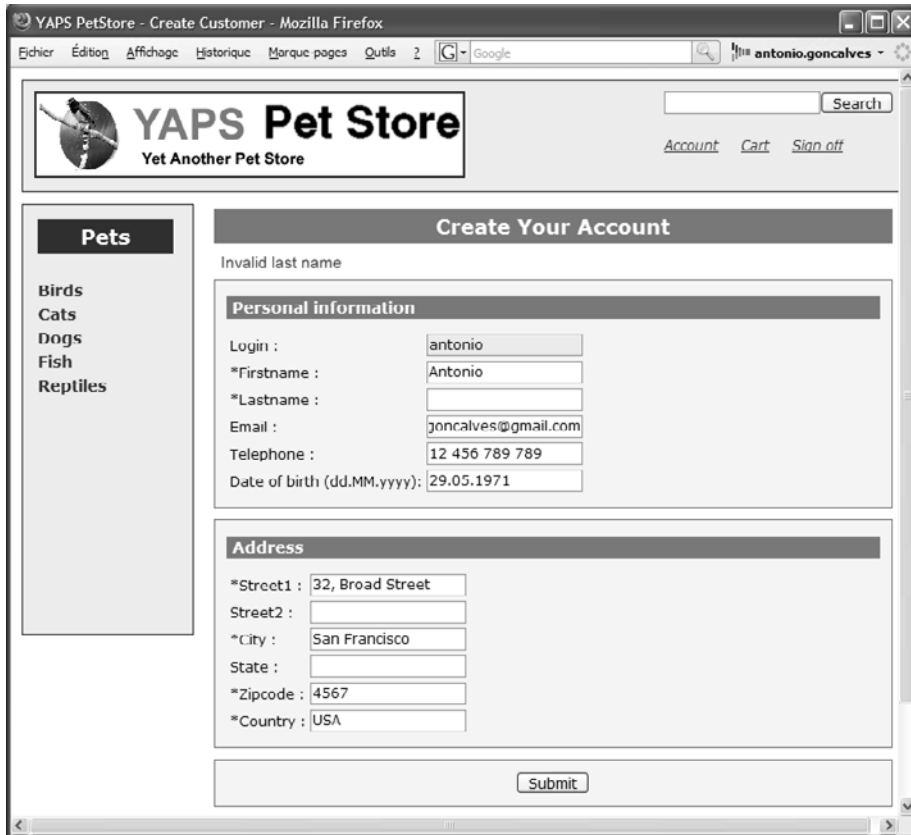 YAPS PetStore - Create Customer - Mozilla Firefox
Fichier Édition Affichage Historique Marque-pages Outils ? G Google antonio.goncalves
YAPS Pet Store
Yet Another Pet Store
Search
Account Cart Sign off
Pets
Birds
Cats
Dogs
Fish
Reptiles
Create Your Account
Invalid last name
Personal information
Login : antonio
*Firstname : Antonio
*Lastname :
Email : goncalves@gmail.com
Telephone : 12 456 789 789
Date of birth (dd.MM.yyyy): 29.05.1971
Address
*Street1 : 32, Broad Street
Street2 :
*City : San Francisco
State :
*Zipcode : 4567
*Country : USA
Submit